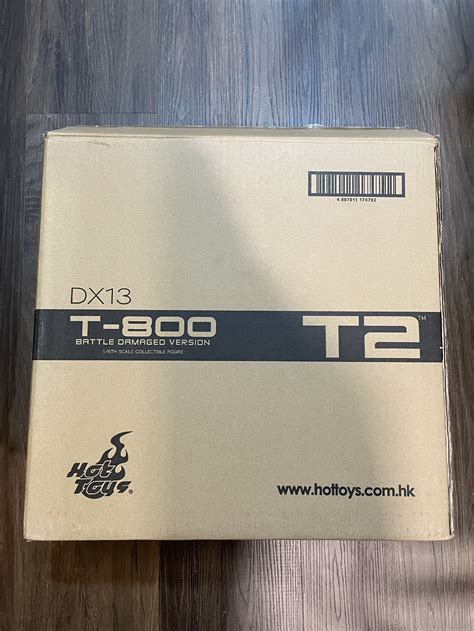 4 897011 174792
DX13
T-800
BATTLE DAMAGED VERSION
1/6TH SCALE COLLECTIBLE FIGURE
T2™
Hot
Toys®
www.hottoys.com.hk